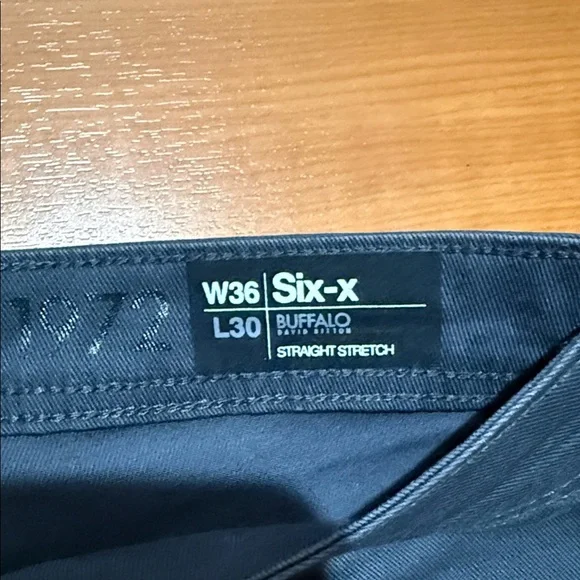 1972
W36 Six-x
L30 BUFFALO
DAVID BITTON
STRAIGHT STRETCH